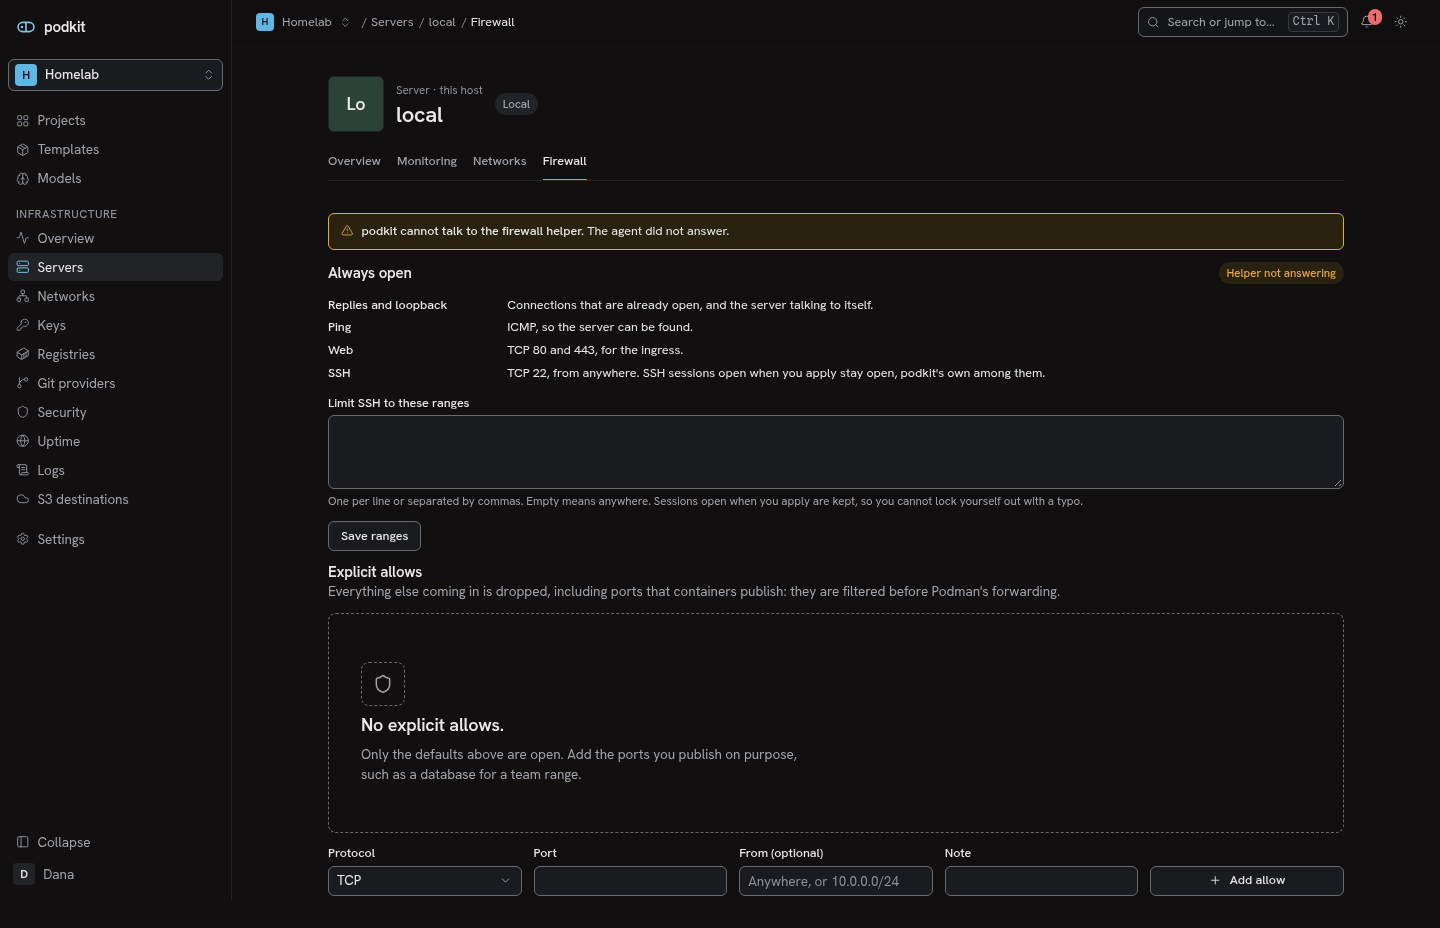 podkit
H Homelab
Projects
Templates
Models
INFRASTRUCTURE
Overview
Servers
Networks
Keys
Registries
Git providers
Security
Uptime
Logs
S3 destinations
Settings
Collapse
D Dana
H Homelab / Servers / local / Firewall
Search or jump to... Ctrl K
1
Lo
Server · this host
local
Local
Overview Monitoring Networks Firewall
podkit cannot talk to the firewall helper. The agent did not answer.
Always open
Helper not answering
Replies and loopback Connections that are already open, and the server talking to itself.
Ping ICMP, so the server can be found.
Web TCP 80 and 443, for the ingress.
SSH TCP 22, from anywhere. SSH sessions open when you apply stay open, podkit's own among them.
Limit SSH to these ranges
One per line or separated by commas. Empty means anywhere. Sessions open when you apply are kept, so you cannot lock yourself out with a typo.
Save ranges
Explicit allows
Everything else coming in is dropped, including ports that containers publish: they are filtered before Podman's forwarding.
No explicit allows.
Only the defaults above are open. Add the ports you publish on purpose,
such as a database for a team range.
Protocol Port From (optional) Note
TCP Anywhere, or 10.0.0.0/24 Add allow